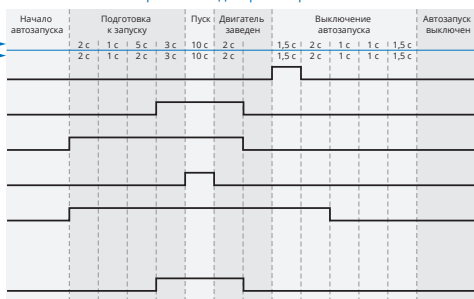 Начало автозапуска
Подготовка к запуску
Пуск
Двигатель заведен
Выключение автозапуска
Автозапуск выключен
2 с 1 с 5 с 3 с 10 с 2 с 1,5 с 2 с 1 с 1 с 1,5 с
2 с 1 с 2 с 3 с 10 с 2 с 1,5 с 2 с 1 с 1 с 1,5 с